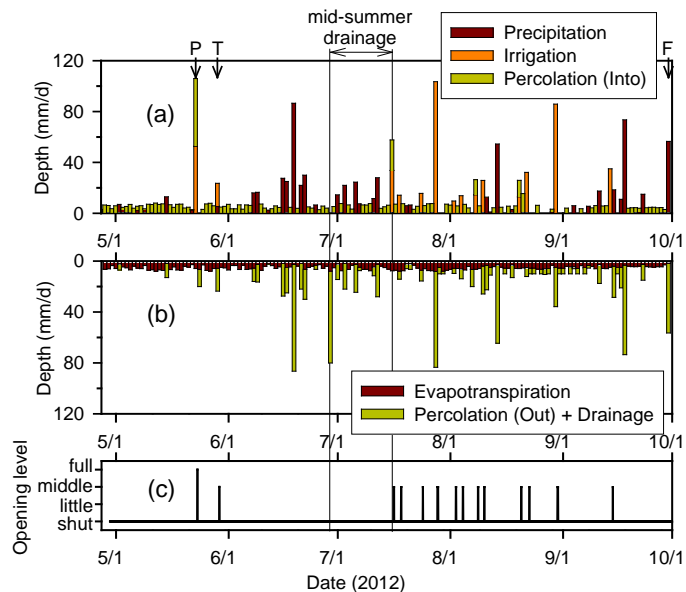 mid-summer
drainage
P T F
Precipitation
Irrigation
Percolation (Into)
(a)
Depth (mm/d)
120
80
40
0
5/1 6/1 7/1 8/1 9/1 10/1
(b)
Depth (mm/d)
0
40
80
120
Evapotranspiration
Percolation (Out) + Drainage
5/1 6/1 7/1 8/1 9/1 10/1
(c)
Opening level
full
middle
little
shut
5/1 6/1 7/1 8/1 9/1 10/1
Date (2012)